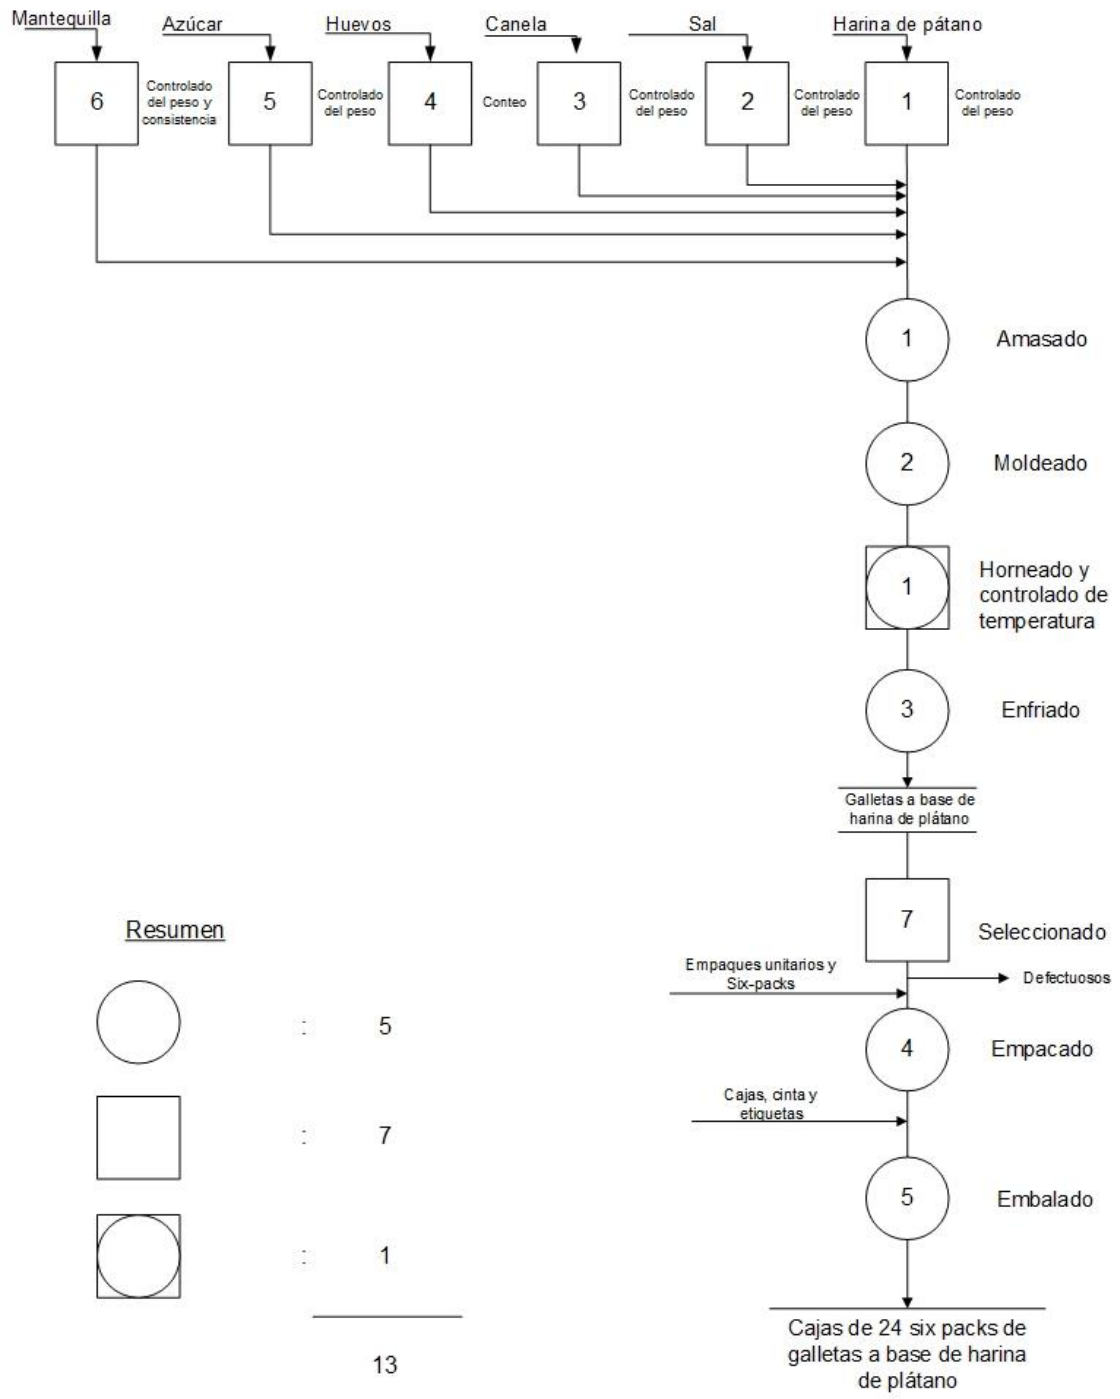 Mantequilla
Azúcar
Huevos
Canela
Sal
Harina de pátano
6
Controlado
del peso y
consistencia
5
Controlado
del peso
4
Conteo
3
Controlado
del peso
2
Controlado
del peso
1
Controlado
del peso
1
Amasado
2
Moldeado
1
Horneado y
controlado de
temperatura
3
Enfriado
Galletas a base de
harina de plátano
7
Seleccionado
Defectuosos
Empaques unitarios y
Six-packs
4
Empacado
Cajas, cinta y
etiquetas
5
Embalado
Cajas de 24 six packs de
galletas a base de harina
de plátano
Resumen
: 5
: 7
: 1
13